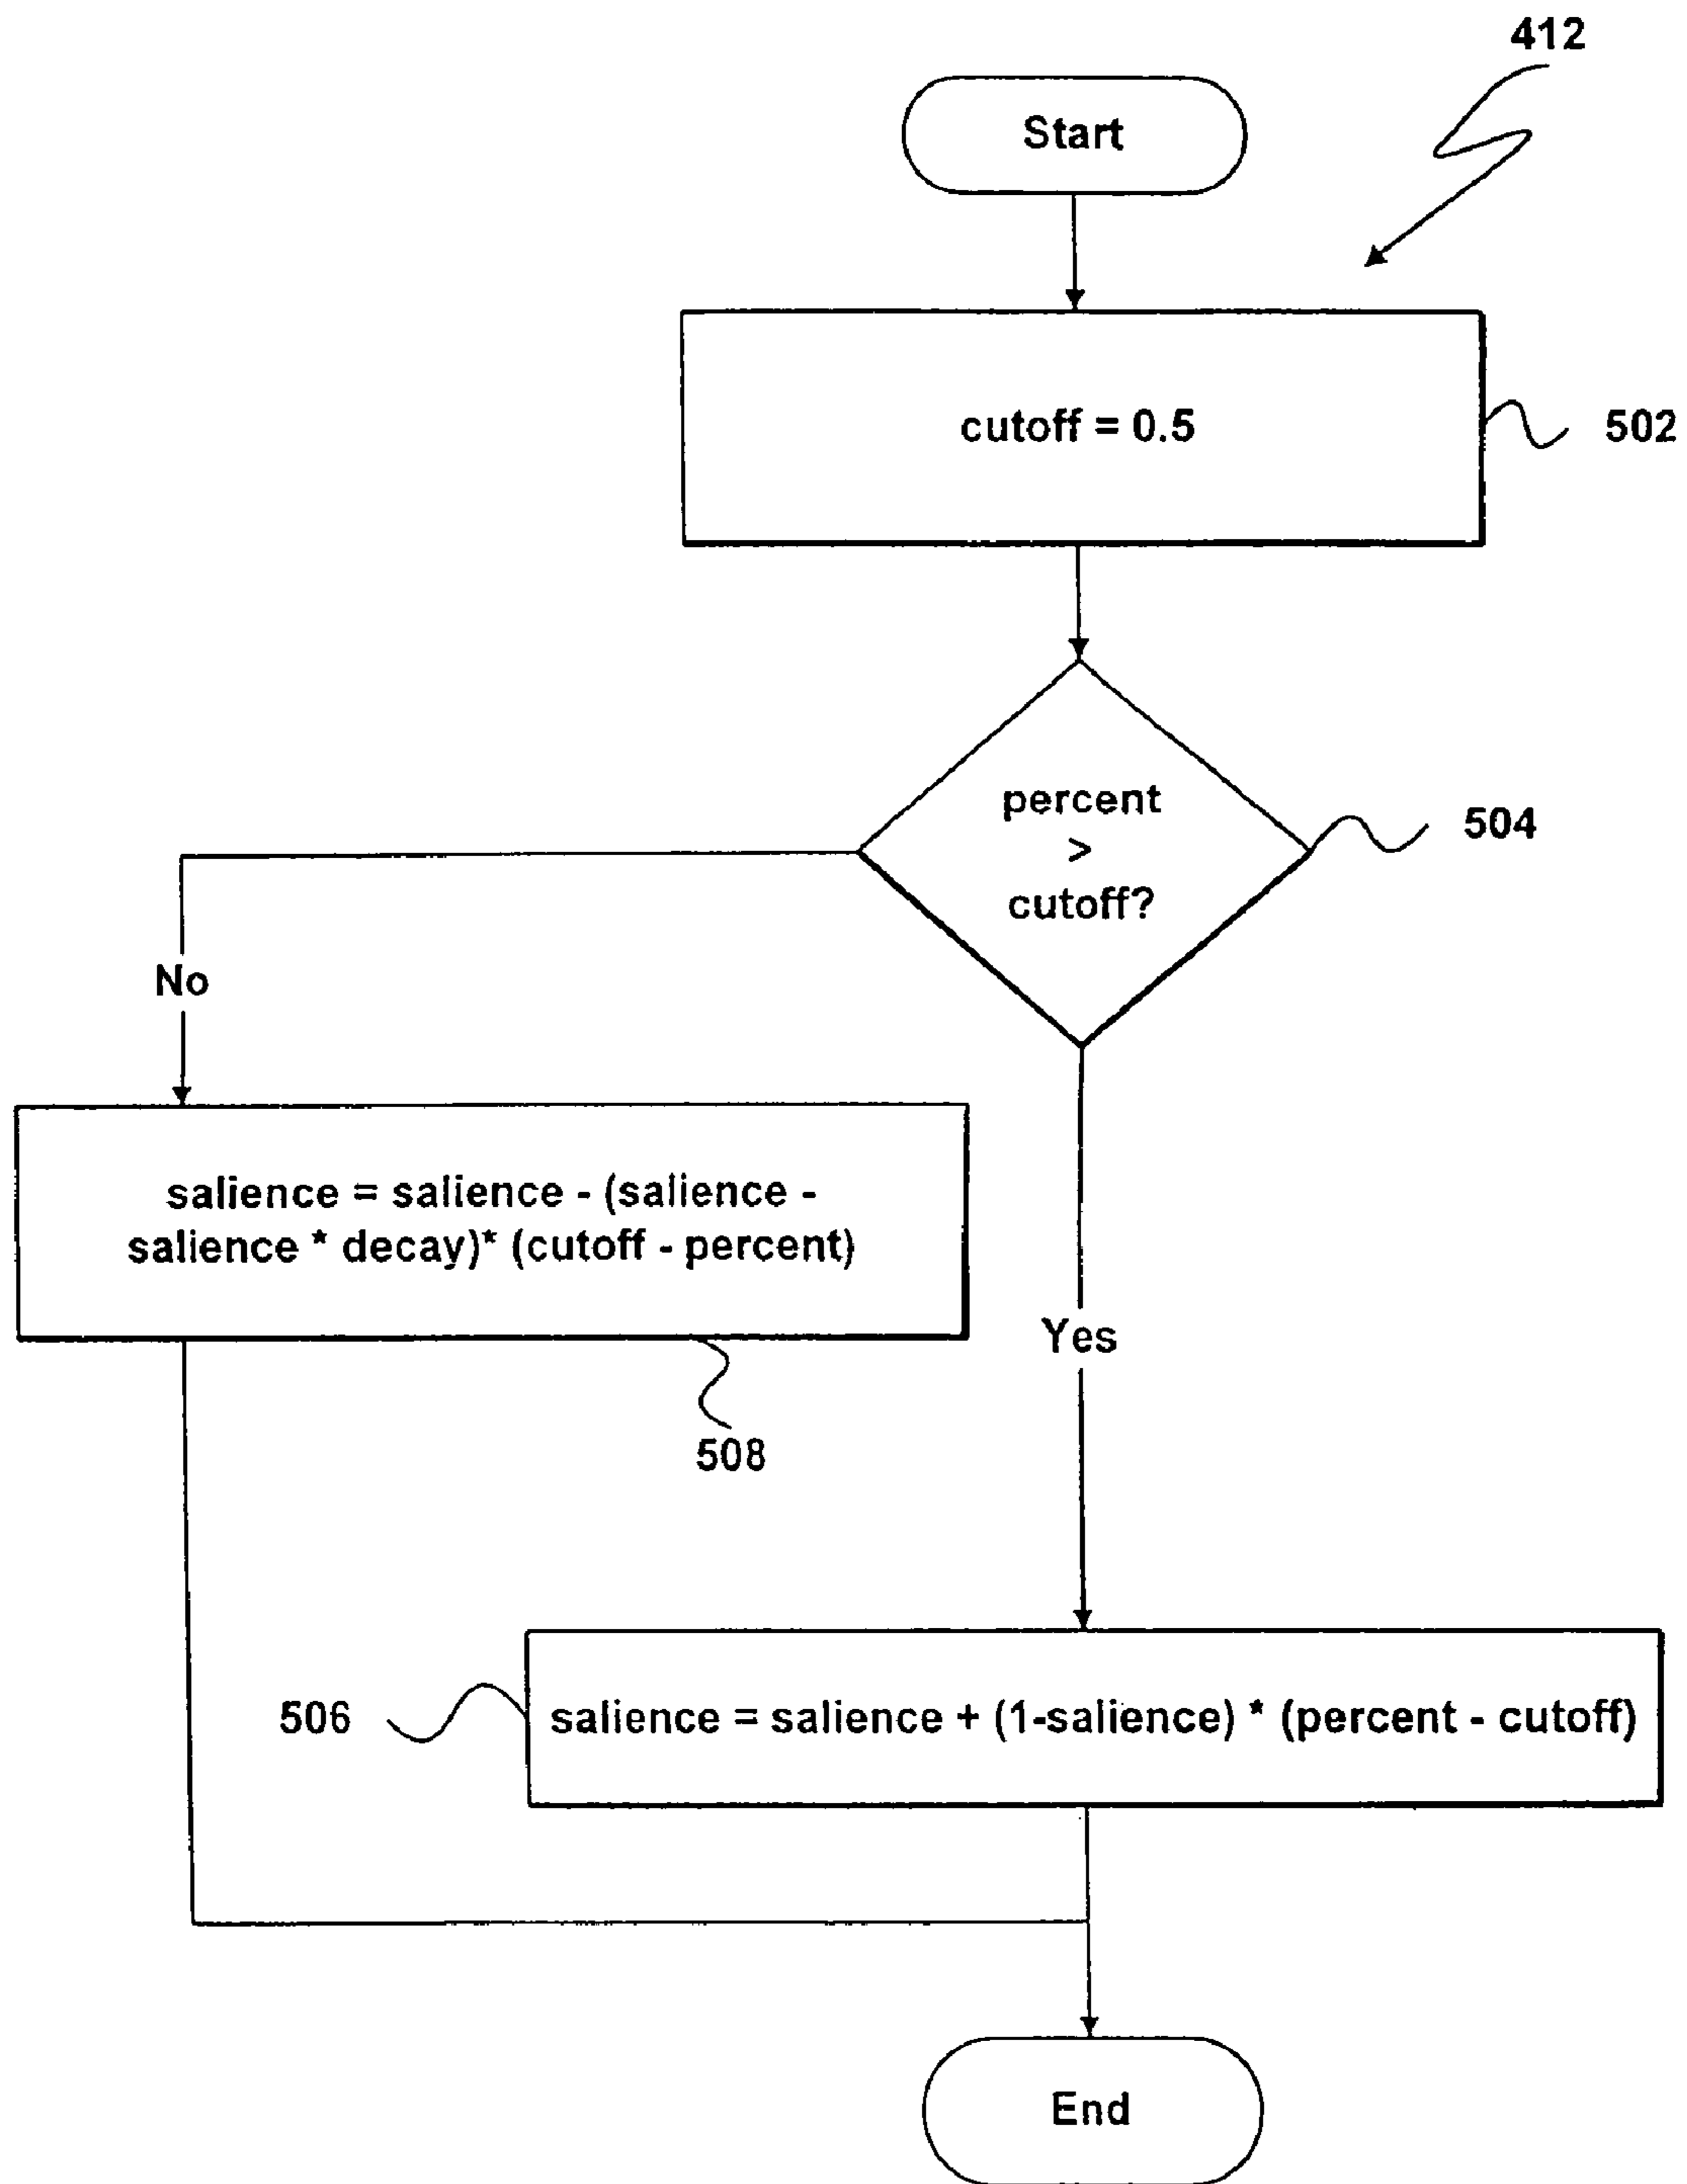 412
Start
cutoff = 0.5
502
percent
>
cutoff?
504
No
salience = salience - (salience -
salience * decay)* (cutoff - percent)
508
Yes
506
salience = salience + (1-salience) * (percent - cutoff)
End